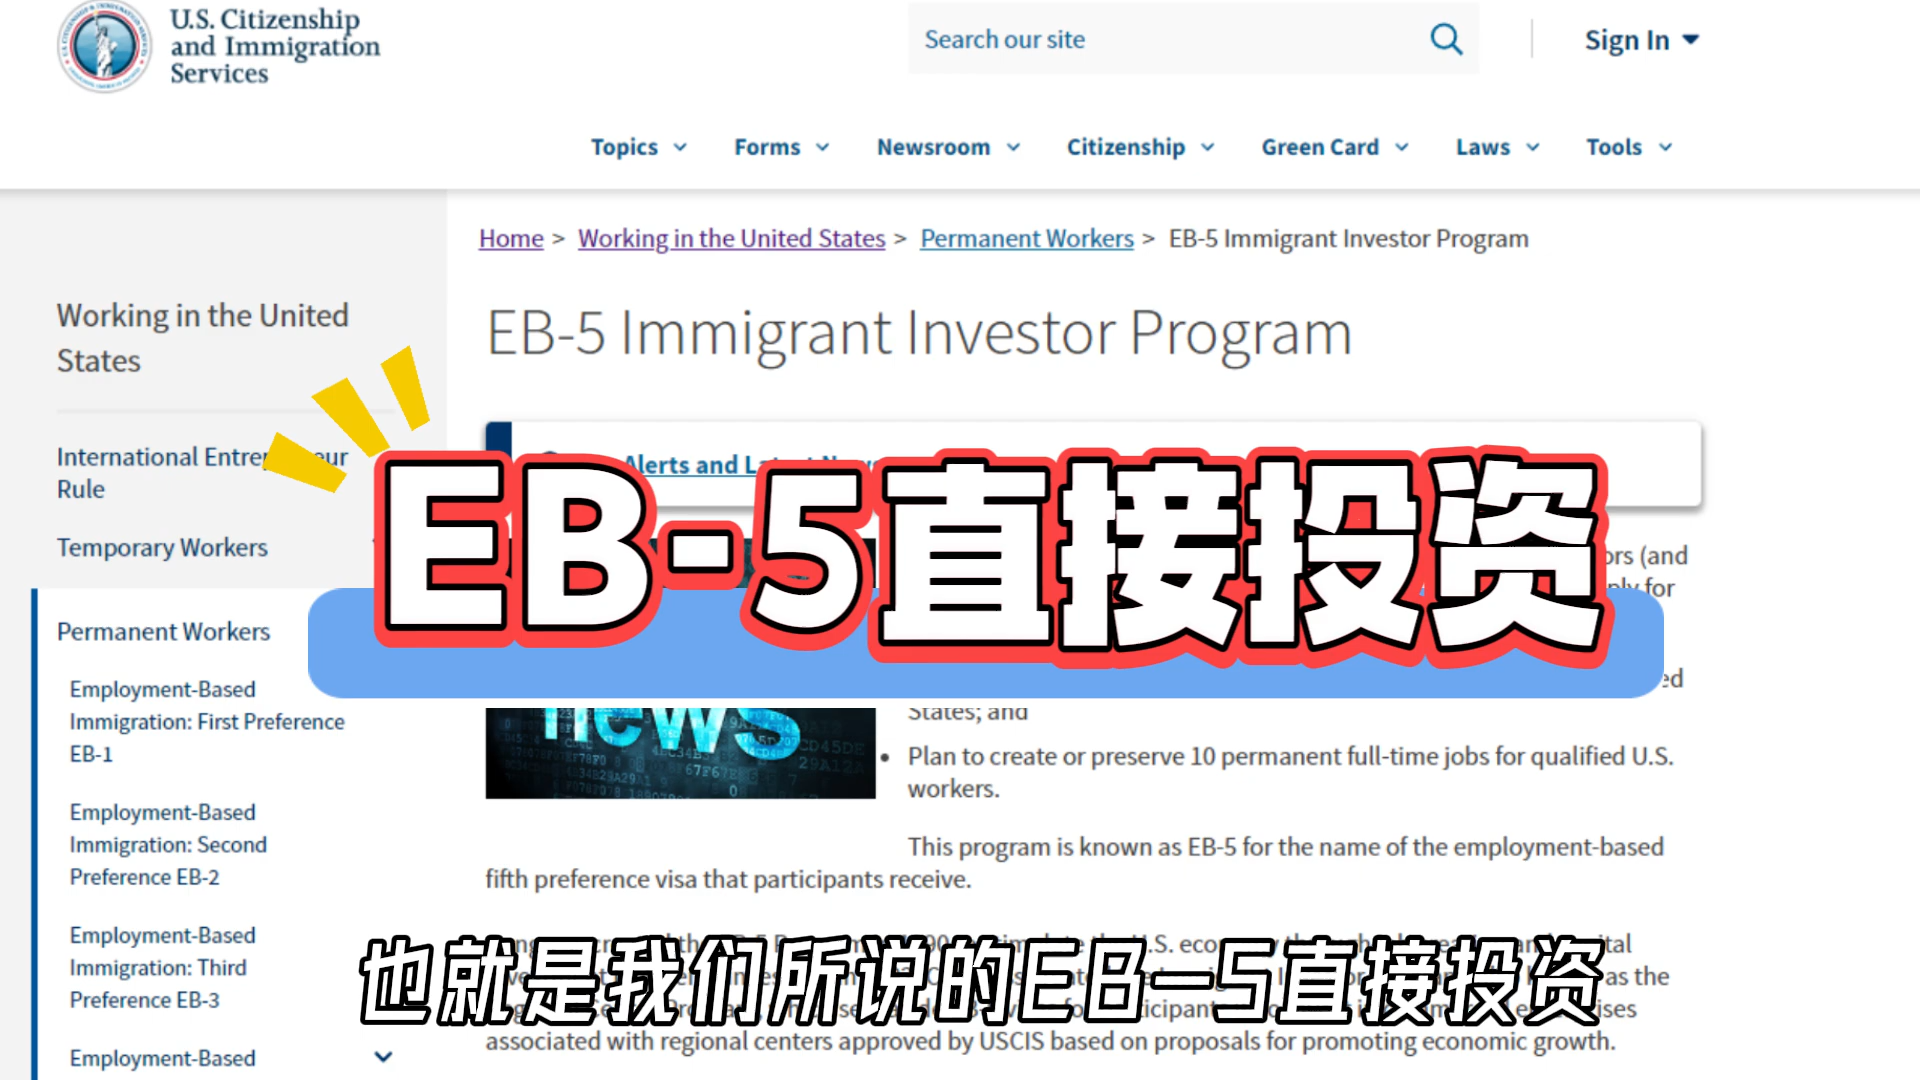 U.S. Citizenship
and Immigration
Services
Search our site
Sign In
Topics
Forms
Newsroom
Citizenship
Green Card
Laws
Tools
Home > Working in the United States > Permanent Workers > EB-5 Immigrant Investor Program
Working in the United
States
International
Rule
Temporary Workers
Permanent Workers
Employment-Based
Immigration: First Preference
EB-1
Employment-Based
Immigration: Second
Preference EB-2
Employment-Based
Immigration: Third
Preference EB-3
Employment-Based
EB-5 Immigrant Investor Program
Alerts and
EB-5直接投资
(and
for
news
States; and
Plan to create or preserve 10 permanent full-time jobs for qualified U.S.
workers.
This program is known as EB-5 for the name of the employment-based
fifth preference visa that participants receive.
U.S.
as the
associated with regional centers approved by USCIS based on proposals for promoting economic growth.
也就是我们所说的EB-5直接投资